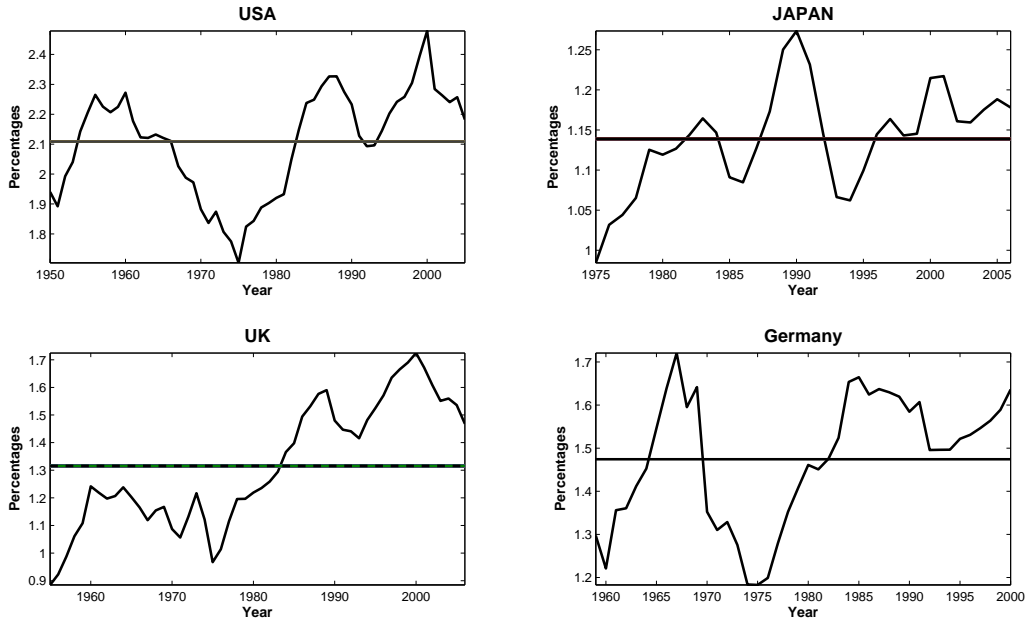 USA
Percentages
2.4
2.3
2.2
2.1
2
1.9
1.8
1950 1960 1970 1980 1990 2000
Year
JAPAN
Percentages
1.25
1.2
1.15
1.1
1.05
1
1975 1980 1985 1990 1995 2000 2005
Year
UK
Percentages
1.7
1.6
1.5
1.4
1.3
1.2
1.1
1
0.9
1960 1970 1980 1990 2000
Year
Germany
Percentages
1.7
1.6
1.5
1.4
1.3
1.2
1960 1965 1970 1975 1980 1985 1990 1995 2000
Year